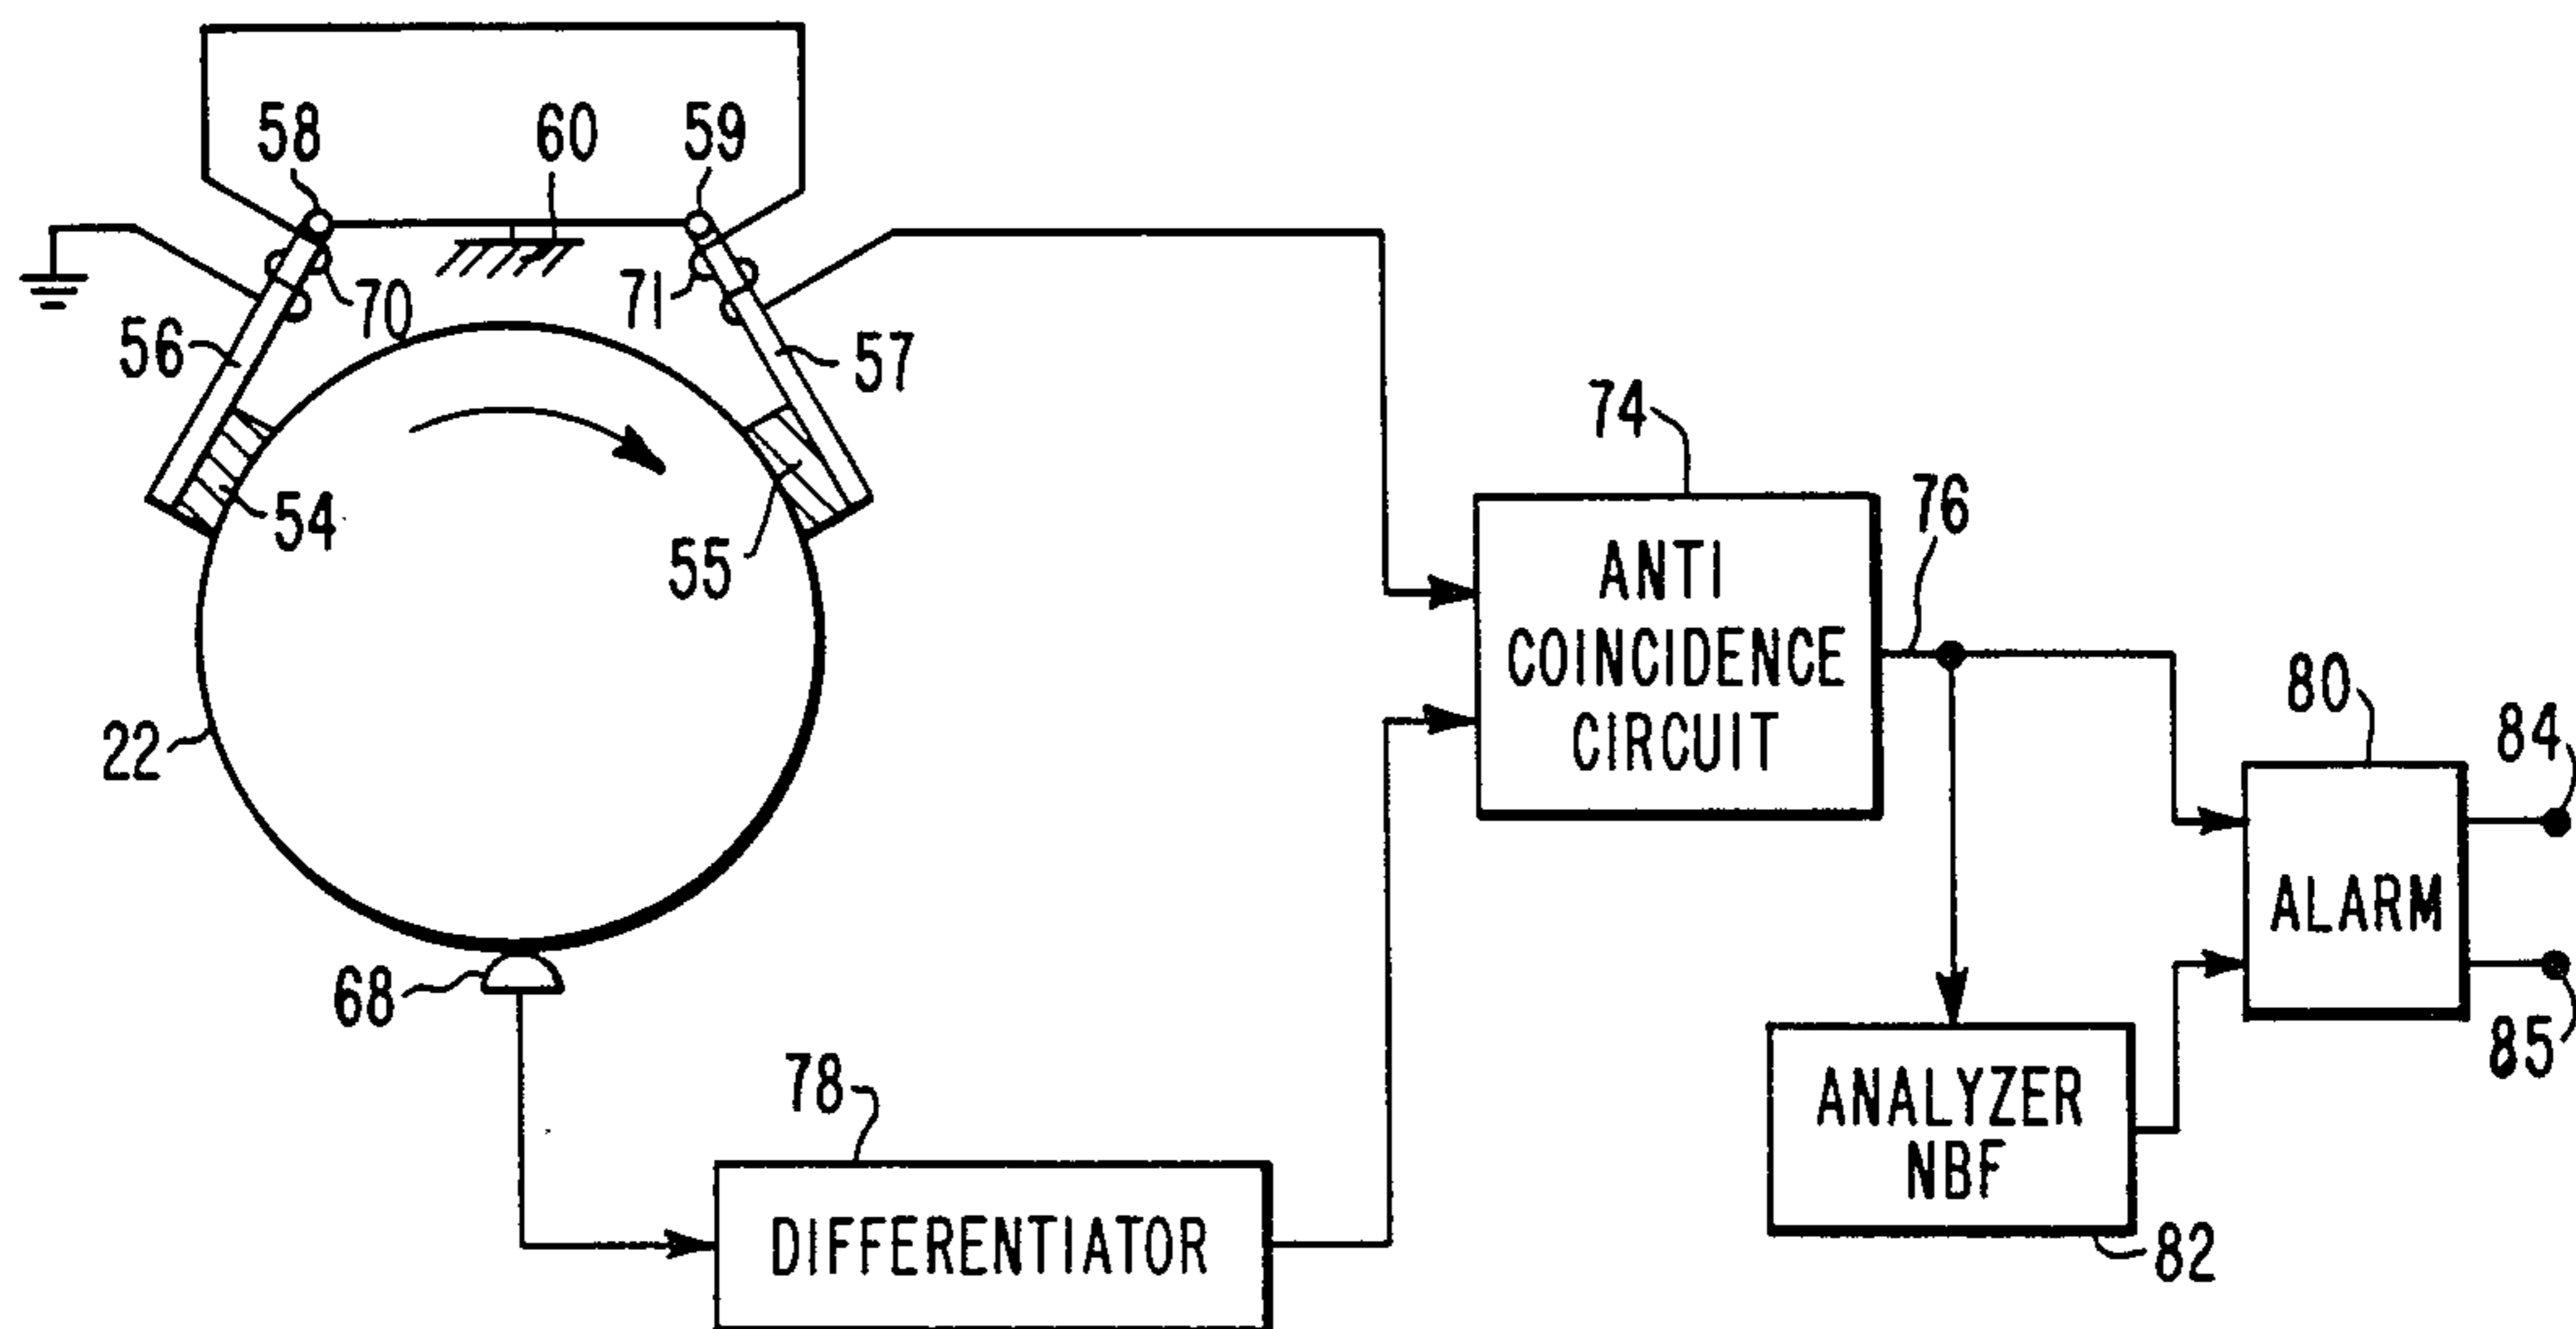 58
60
59
70
71
56
57
54
55
74
ANTI
COINCIDENCE
CIRCUIT
76
22
80
84
ALARM
85
68
78
DIFFERENTIATOR
ANALYZER
NBF
82